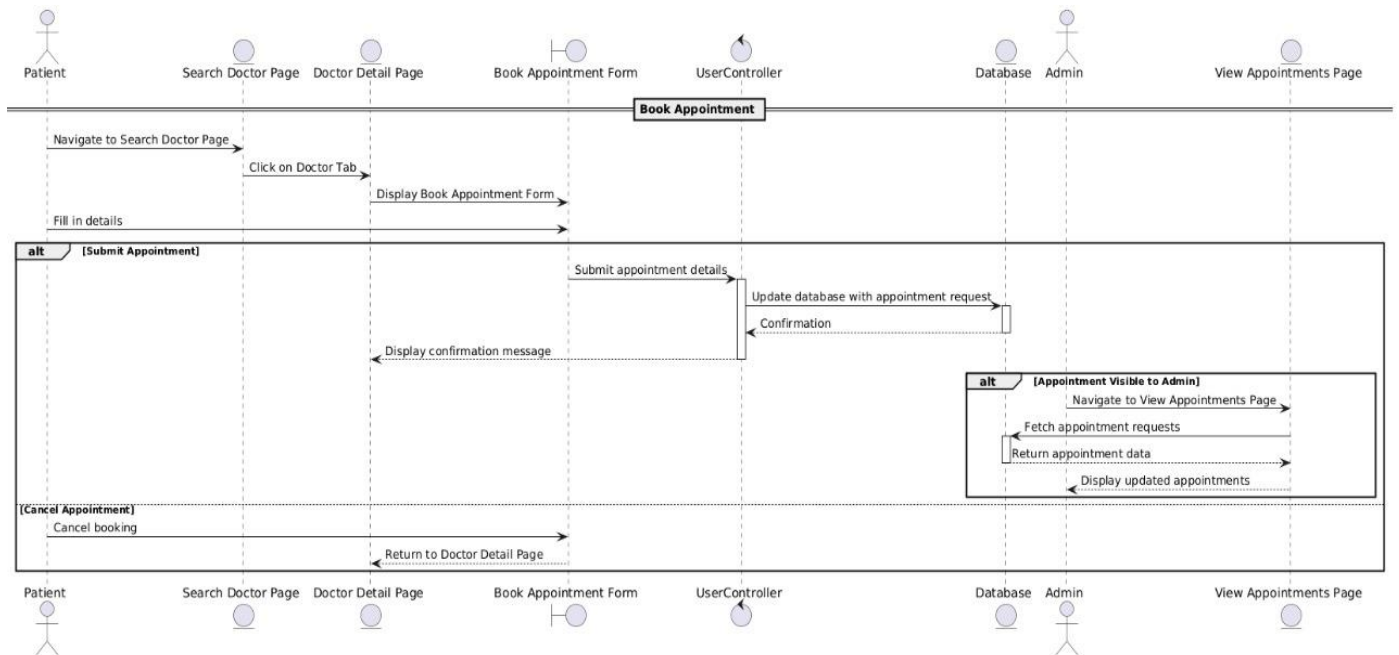 Patient
Search Doctor Page
Doctor Detail Page
Book Appointment Form
UserController
Database
Admin
View Appointments Page
Book Appointment
Navigate to Search Doctor Page
Click on Doctor Tab
Display Book Appointment Form
Fill in details
alt
[Submit Appointment]
Submit appointment details
Update database with appointment request
Confirmation
Display confirmation message
alt
[Appointment Visible to Admin]
Navigate to View Appointments Page
Fetch appointment requests
Return appointment data
Display updated appointments
[Cancel Appointment]
Cancel booking
Return to Doctor Detail Page
Patient
Search Doctor Page
Doctor Detail Page
Book Appointment Form
UserController
Database
Admin
View Appointments Page